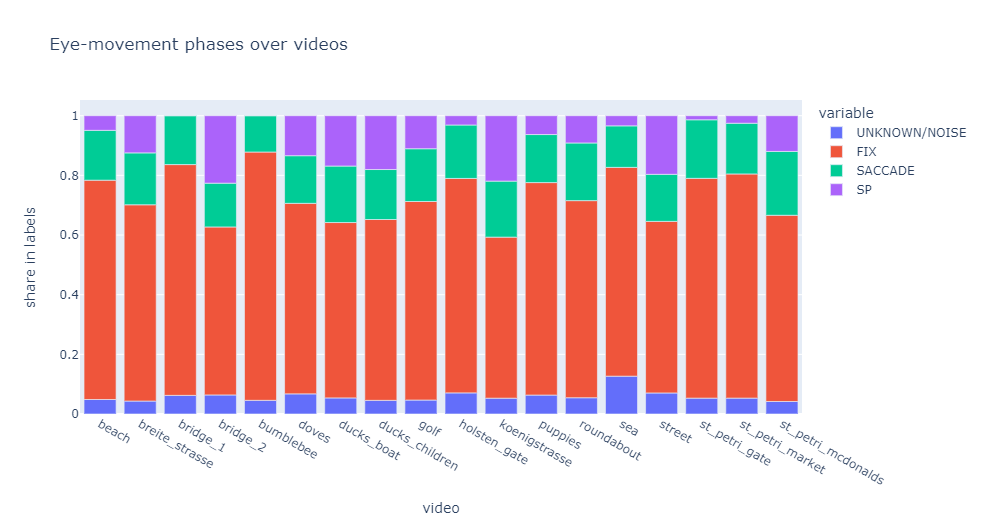 Eye-movement phases over videos
variable
UNKNOWN/NOISE
FIX
SACCADE
SP
share in labels
1
0.8
0.6
0.4
0.2
0
beach
breite_strasse
bridge_1
bridge_2
bumblebee
doves
ducks_boat
ducks_children
golf
holsten_gate
koenigstrasse
puppies
roundabout
sea
street
st_petri_gate
st_petri_market
st_petri_mcdonalds
video